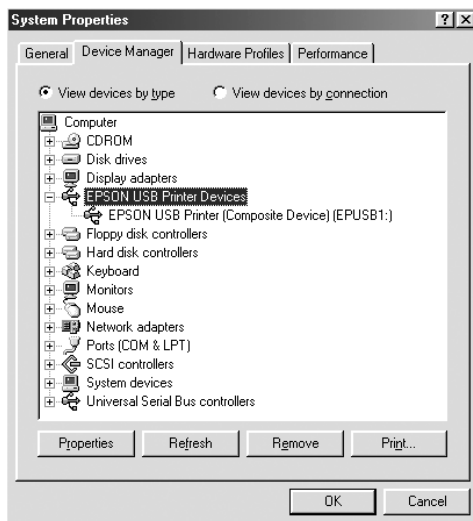 System Properties
General Device Manager Hardware Profiles Performance
View devices by type View devices by connection
Computer
CDROM
Disk drives
Display adapters
EPSON USB Printer Devices
EPSON USB Printer (Composite Device) (EPUSB1:)
Floppy disk controllers
Hard disk controllers
Keyboard
Monitors
Mouse
Network adapters
Ports (COM & LPT)
SCSI controllers
System devices
Universal Serial Bus controllers
Properties Refresh Remove Print...
OK Cancel